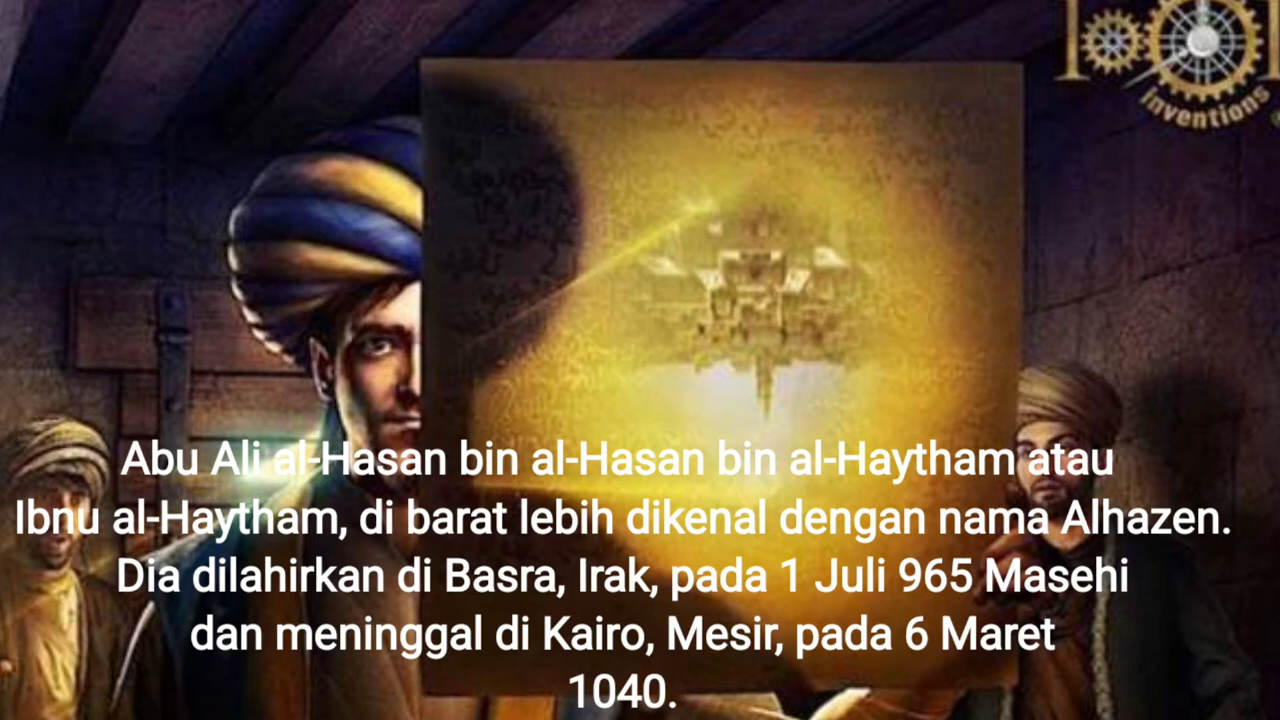 1001
inventions
Abu Ali al-Hasan bin al-Hasan bin al-Haytham atau
Ibnu al-Haytham, di barat lebih dikenal dengan nama Alhazen.
Dia dilahirkan di Basra, Irak, pada 1 Juli 965 Masehi
dan meninggal di Kairo, Mesir, pada 6 Maret
1040.